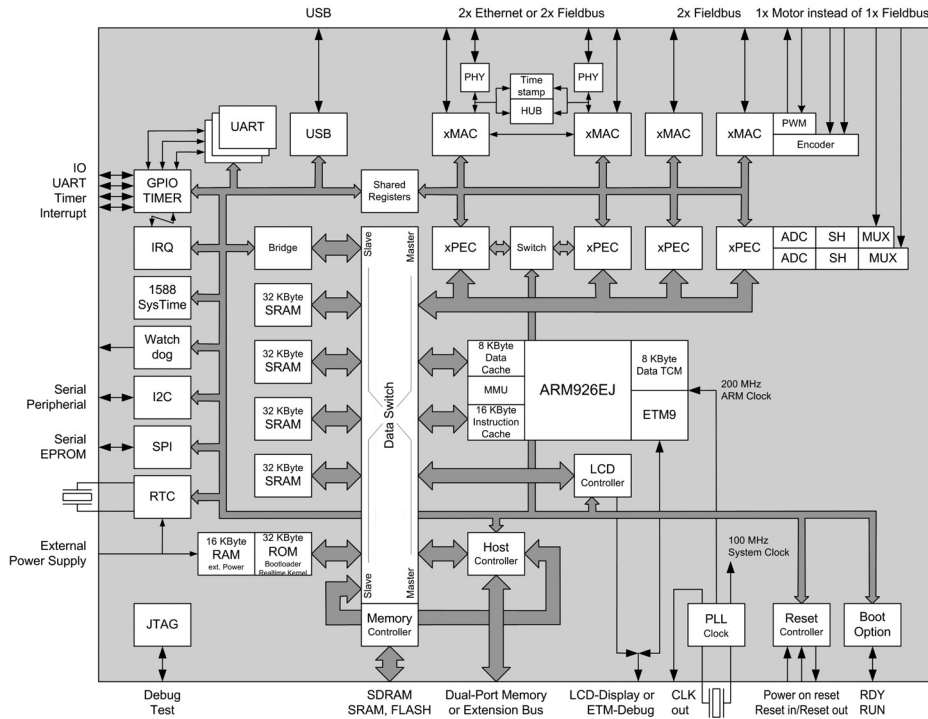 USB
2x Ethernet or 2x Fieldbus
2x Fieldbus
1x Motor instead of 1x Fieldbus
PHY
Time
stamp
HUB
PHY
UART
USB
xMAC
xMAC
xMAC
xMAC
PWM
Encoder
IO
UART
Timer
Interrupt
GPIO
TIMER
Shared
Registers
IRQ
Bridge
Slave
Master
xPEC
Switch
xPEC
xPEC
xPEC
ADC
SH
MUX
ADC
SH
MUX
1588
SysTime
32 KByte
SRAM
Watch
dog
32 KByte
SRAM
8 KByte
Data
Cache
MMU
16 KByte
Instruction
Cache
ARM926EJ
8 KByte
Data TCM
ETM9
200 MHz
ARM Clock
Data Switch
Serial
Peripherial
I2C
32 KByte
SRAM
Serial
EPROM
SPI
32 KByte
SRAM
LCD
Controller
RTC
External
Power Supply
16 KByte
RAM
ext. Power
32 KByte
ROM
Bootloader
Realtime Kernel
Host
Controller
100 MHz
System Clock
Slave
Master
JTAG
Memory
Controller
PLL
Clock
Reset
Controller
Boot
Option
Debug
Test
SDRAM
SRAM, FLASH
Dual-Port Memory
or Extension Bus
LCD-Display or
ETM-Debug
CLK
out
Power on reset
Reset in/Reset out
RDY
RUN